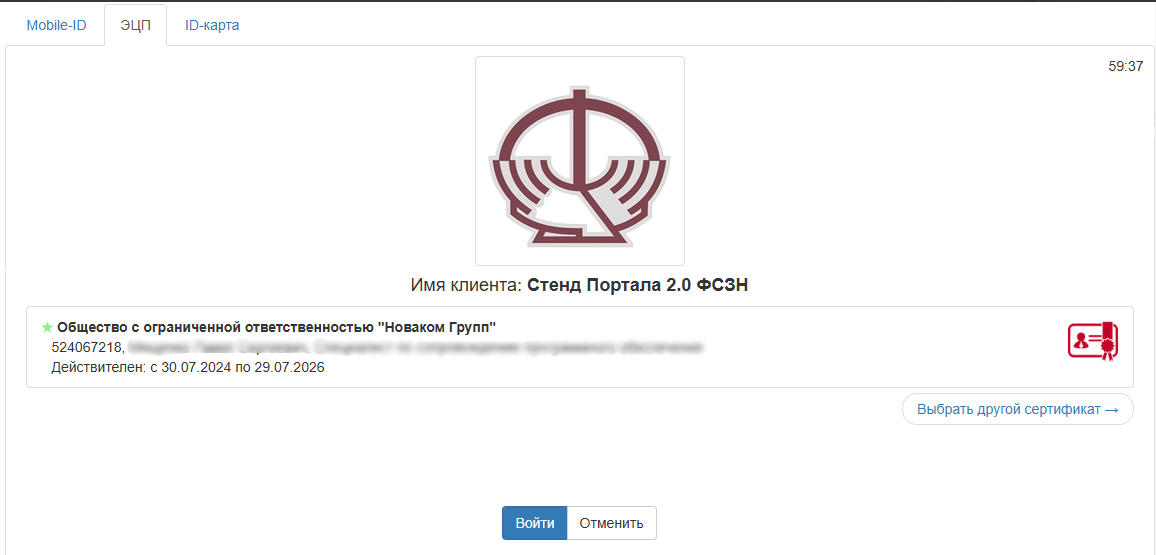 Mobile-ID
ЭЦП
ID-карта
59:37
Имя клиента: Стенд Портала 2.0 ФСЗН
Общество с ограниченной ответственностью "Новаком Групп"
524067218,
Действителен: с 30.07.2024 по 29.07.2026
Выбрать другой сертификат →
Войти
Отменить